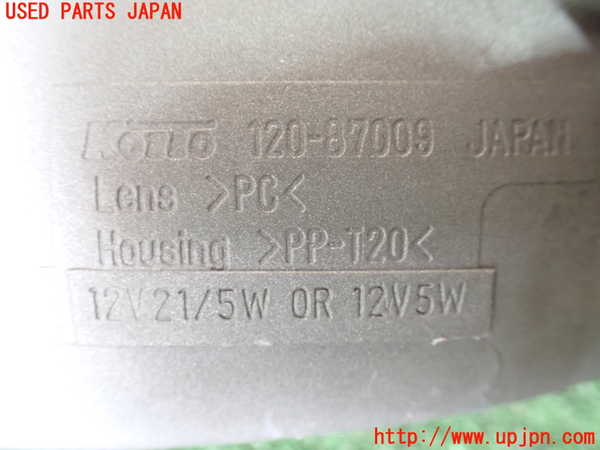 USED PARTS JAPAN
KOITO 120-87009 JAPAN
Lens >PC<
Housing >PP-T20<
12V21/5W OR 12V5W
http://www.upjpn.com/